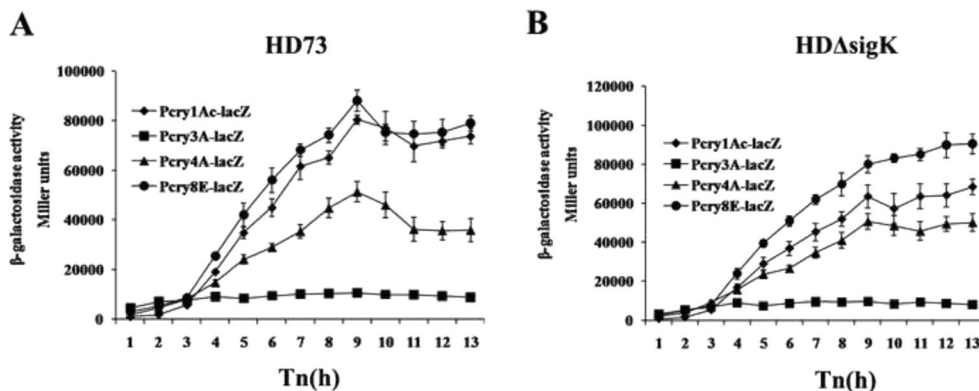 A
HD73
β-galactosidase activity
Miller units
100000
80000
60000
40000
20000
0
Pcry1Ac-lacZ
Pcry3A-lacZ
Pcry4A-lacZ
Pcry8E-lacZ
1 2 3 4 5 6 7 8 9 10 11 12 13
Tn(h)
B
HDΔsigK
β-galactosidase activity
Miller units
120000
100000
80000
60000
40000
20000
0
Pcry1Ac-lacZ
Pcry3A-lacZ
Pcry4A-lacZ
Pcry8E-lacZ
1 2 3 4 5 6 7 8 9 10 11 12 13
Tn(h)